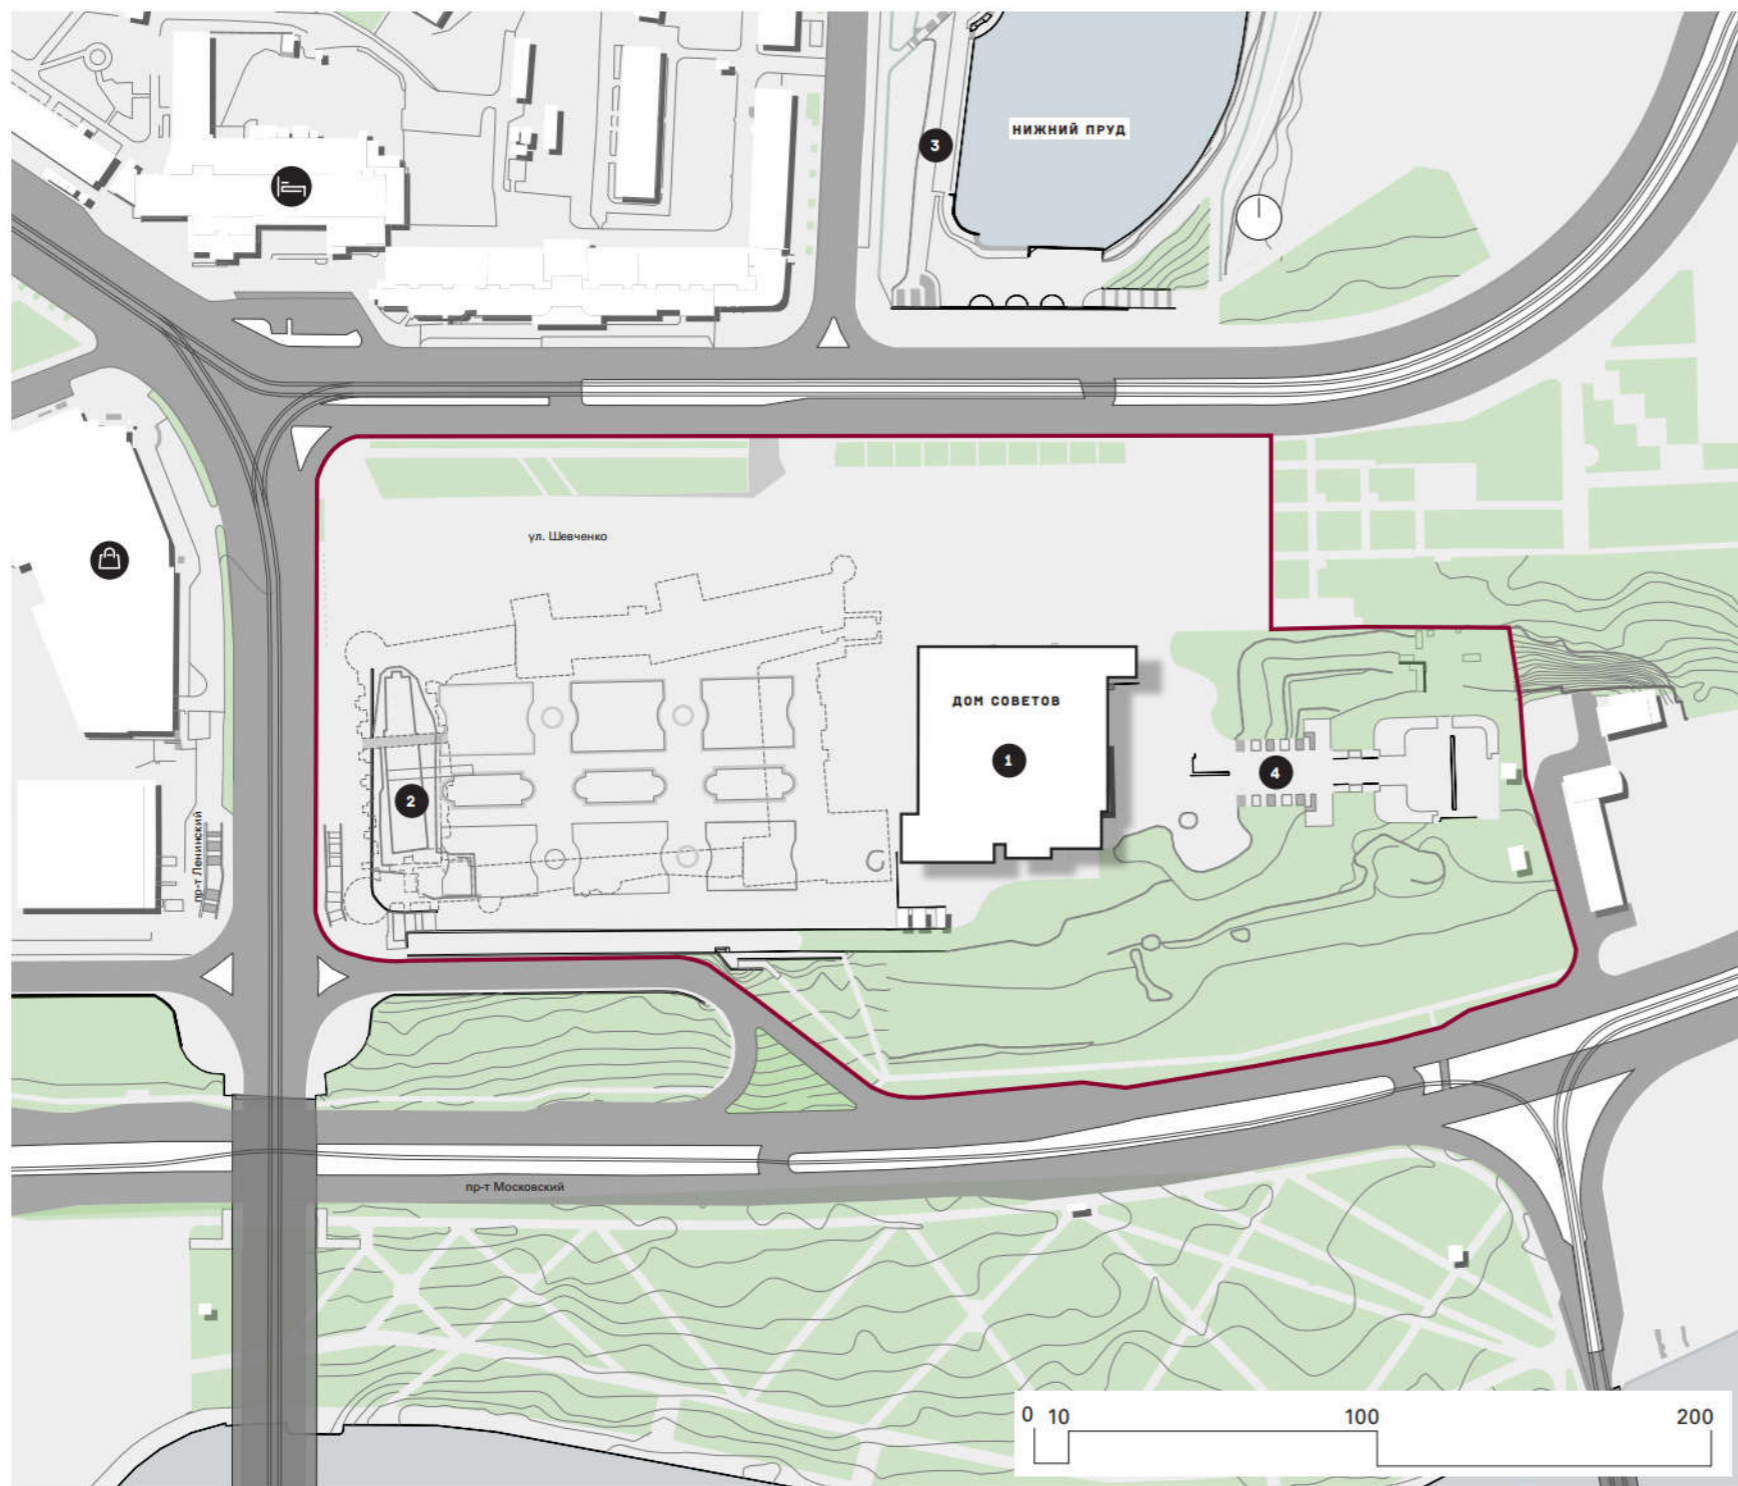 НИЖНИЙ ПРУД
3
ул. Шевченко
ДОМ СОВЕТОВ
1
4
2
пр-т Ленинский
пр-т Московский
0 10 100 200